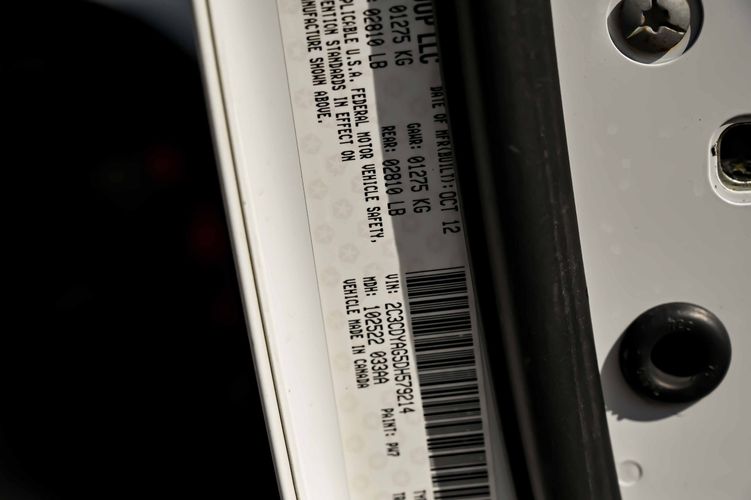 OUP LLC
DATE OF MFR(BUILT): OCT 12
01275 KG
GAWR: 01275 KG
02810 LB
REAR: 02810 LB
PLICABLE U.S.A. FEDERAL MOTOR VEHICLE SAFETY,
ENTION STANDARDS IN EFFECT ON
NUFACTURE SHOWN ABOVE.
VIN: 2C3CDYAG5DH579214
MDH: 102522 033AA
PAINT: PW7
VEHICLE MADE IN CANADA